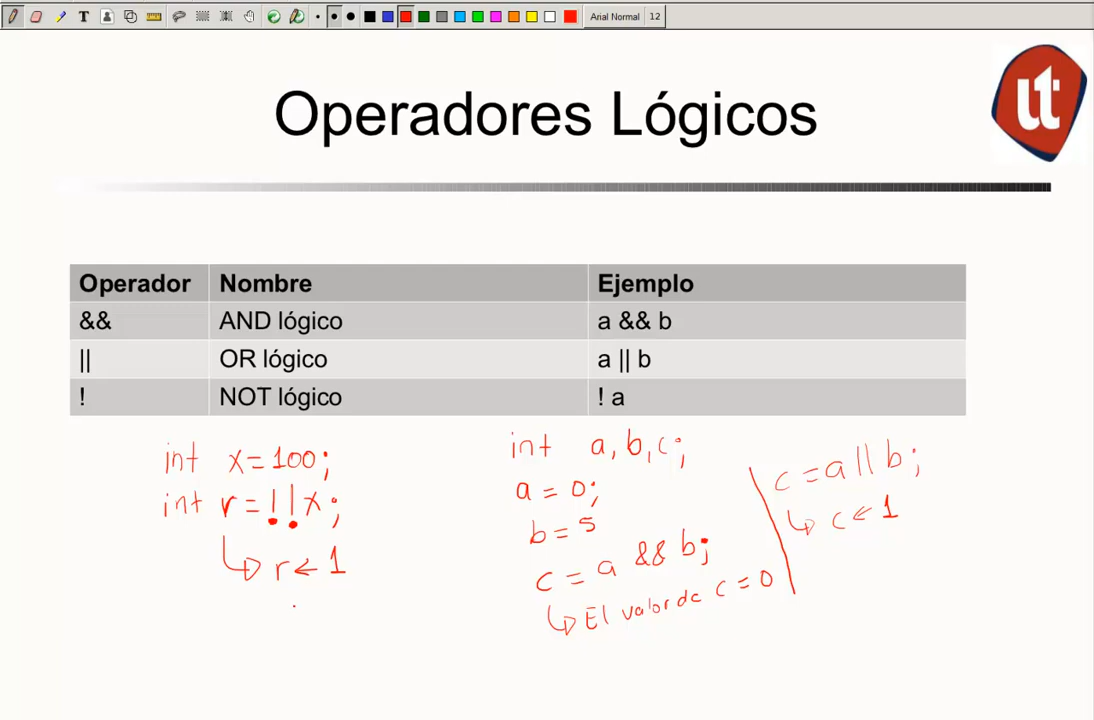 Arial Normal 12
Operadores Lógicos
ut
Operador Nombre Ejemplo
&& AND lógico a && b
|| OR lógico a || b
! NOT lógico ! a
int x=100;
int r=!!x;
↳ r←1
int a,b,c;
a = 0;
b = 5
c = a && b;
↳ El valor de c = 0
c = a||b;
↳ c←1